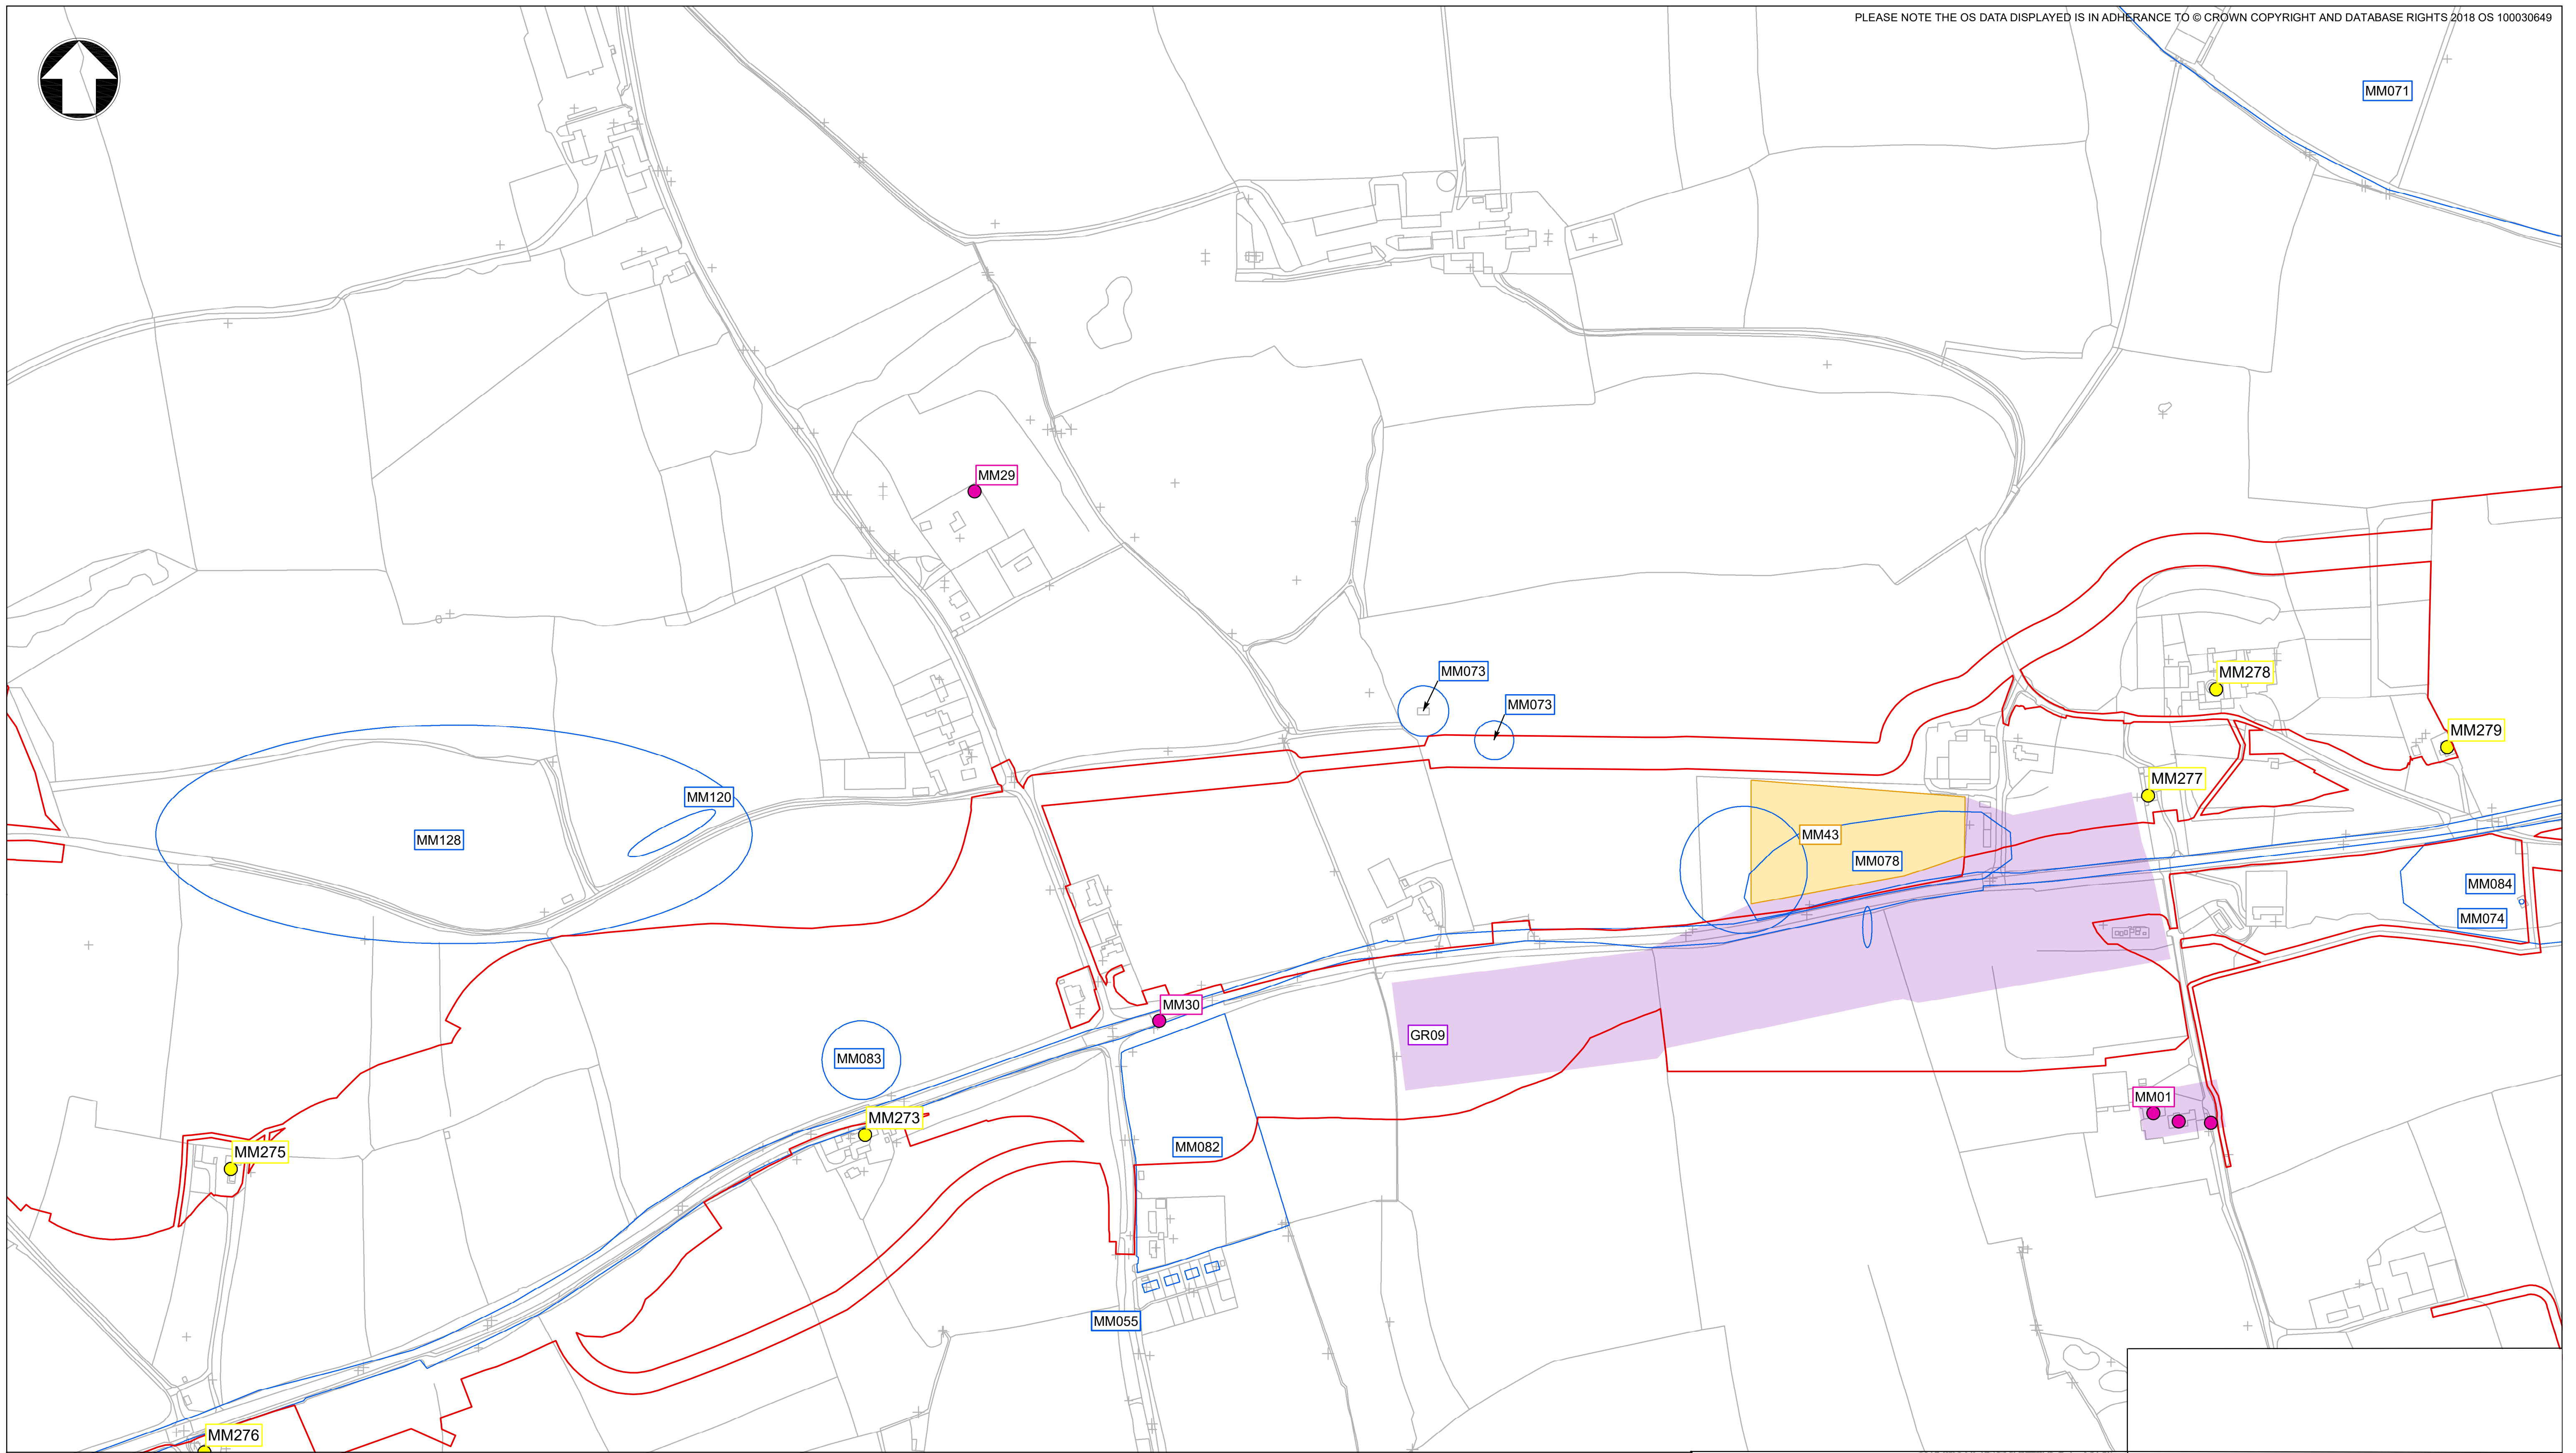 PLEASE NOTE THE OS DATA DISPLAYED IS IN ADHERANCE TO © CROWN COPYRIGHT AND DATABASE RIGHTS 2018 OS 100030649
MM071
MM29
MM073
MM278
MM073
MM279
MM277
MM120
MM43
MM128
MM078
MM084
MM074
MM30
GR09
MM083
MM01
MM273
MM082
MM275
MM055
MM276